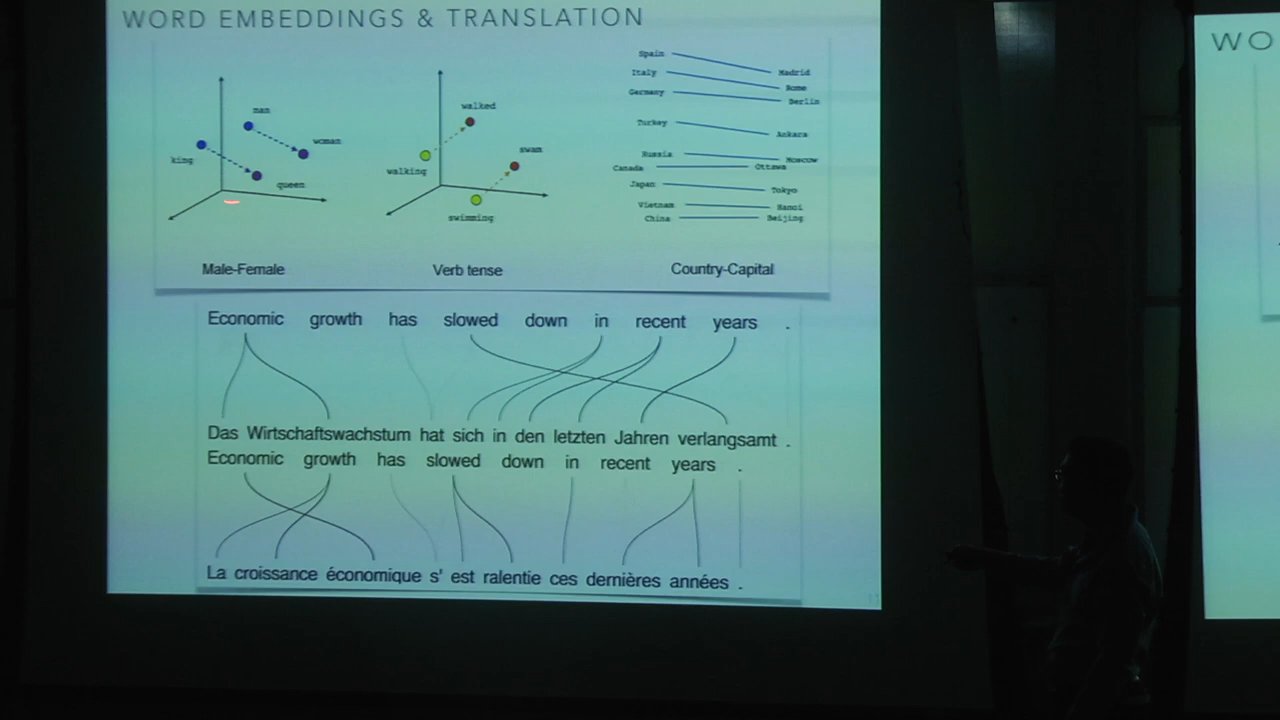 WORD EMBEDDINGS & TRANSLATION
WO
man
woman
king
queen
Male-Female
walked
swam
walking
swimming
Verb tense
Spain Madrid
Italy Rome
Germany Berlin
Turkey Ankara
Russia Moscow
Canada Ottawa
Japan Tokyo
Vietnam Hanoi
China Beijing
Country-Capital
Economic growth has slowed down in recent years .
Das Wirtschaftswachstum hat sich in den letzten Jahren verlangsamt .
Economic growth has slowed down in recent years .
La croissance économique s' est ralentie ces dernières années .